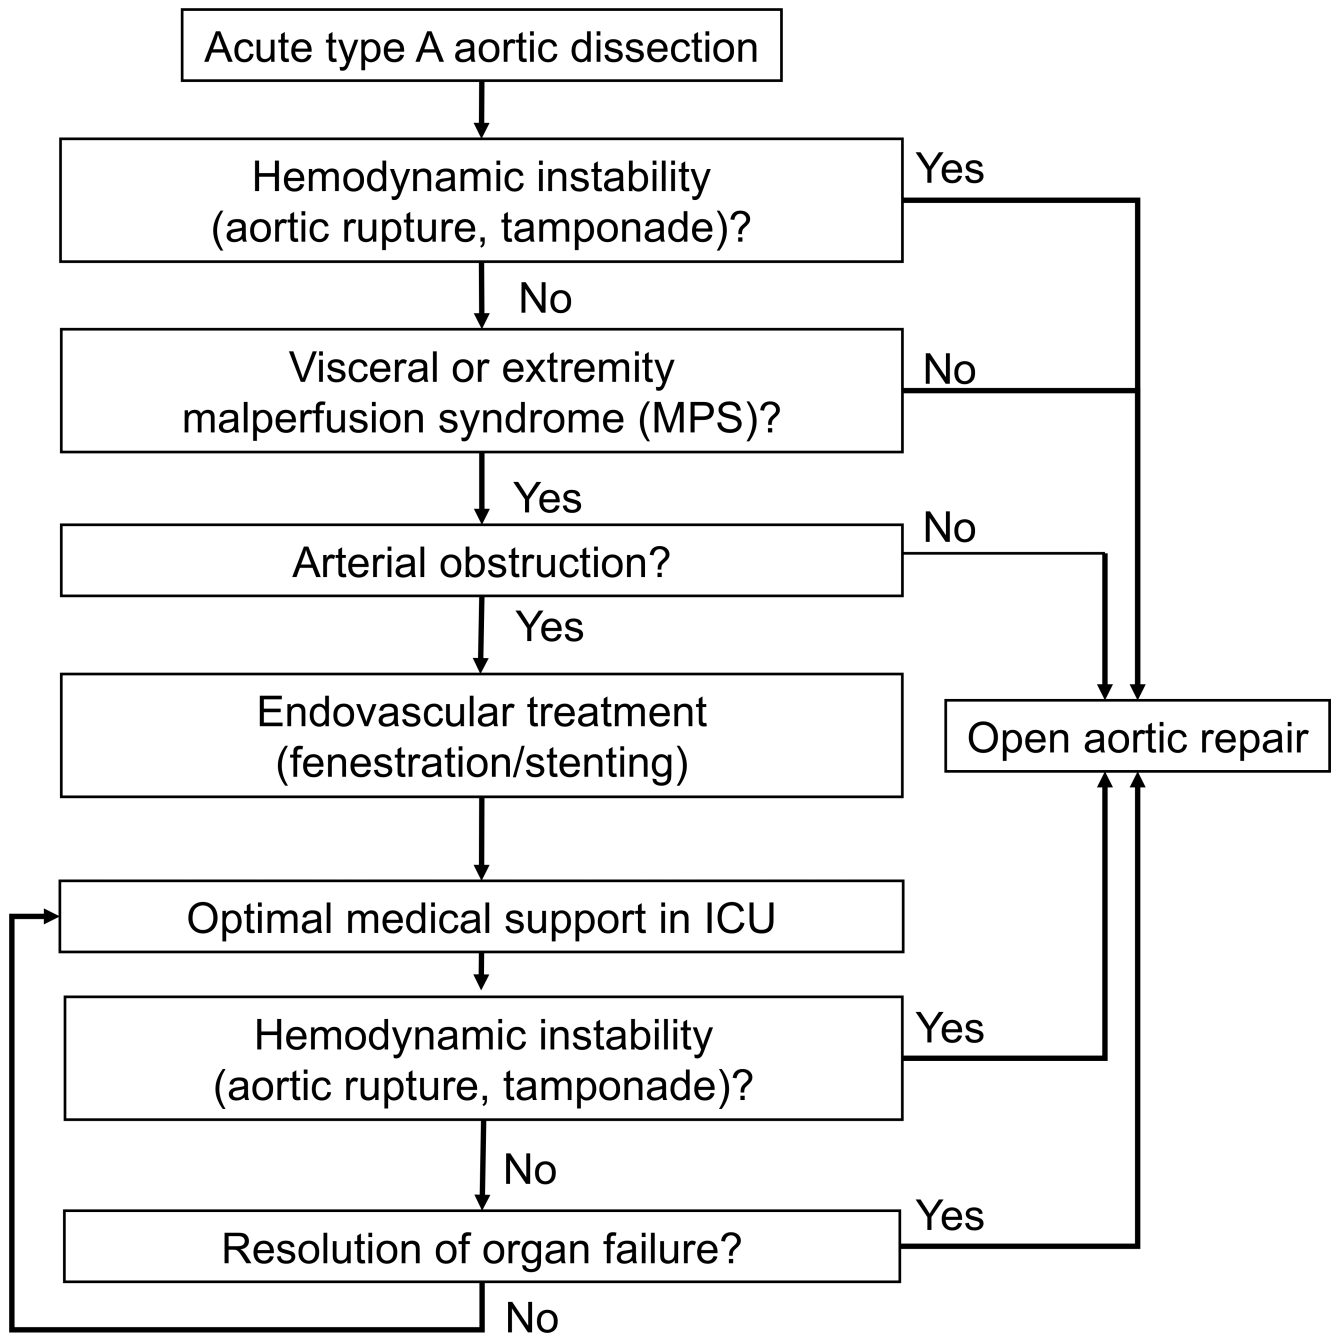 Acute type A aortic dissection
Hemodynamic instability
(aortic rupture, tamponade)?
Yes
No
Visceral or extremity
malperfusion syndrome (MPS)?
No
Yes
Arterial obstruction?
No
Yes
Endovascular treatment
(fenestration/stenting)
Open aortic repair
Optimal medical support in ICU
Hemodynamic instability
(aortic rupture, tamponade)?
Yes
No
Resolution of organ failure?
Yes
No